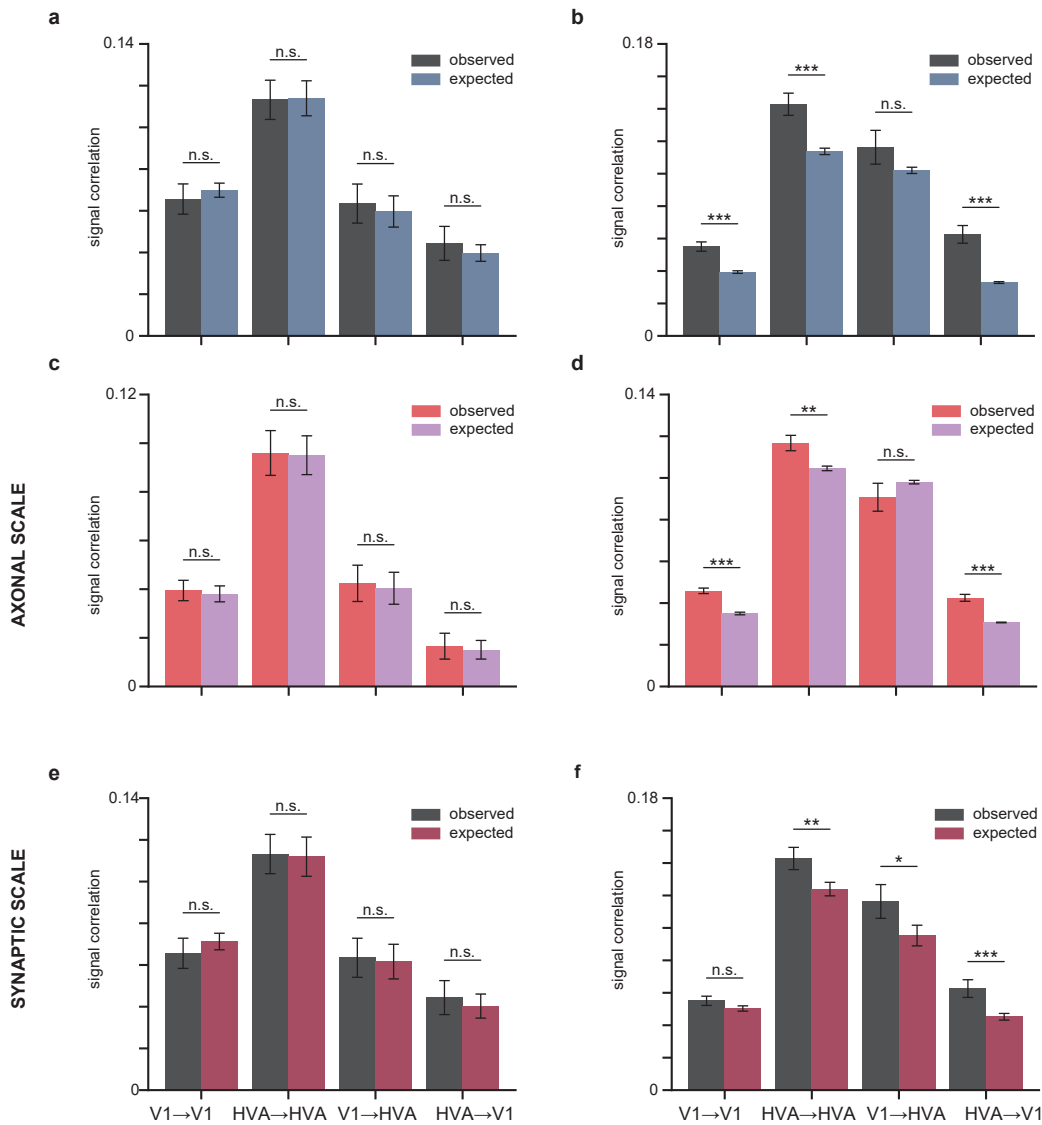 a
0.14
n.s.
observed
expected
n.s.
n.s.
n.s.
signal correlation
0
b
0.18
observed
expected
***
n.s.
***
***
signal correlation
0
c
0.12
n.s.
observed
expected
n.s.
n.s.
n.s.
signal correlation
0
AXONAL SCALE
d
0.14
observed
expected
**
n.s.
***
***
signal correlation
0
e
0.14
n.s.
observed
expected
n.s.
n.s.
n.s.
signal correlation
0
V1→V1 HVA→HVA V1→HVA HVA→V1
SYNAPTIC SCALE
f
0.18
observed
expected
**
*
***
n.s.
signal correlation
0
V1→V1 HVA→HVA V1→HVA HVA→V1